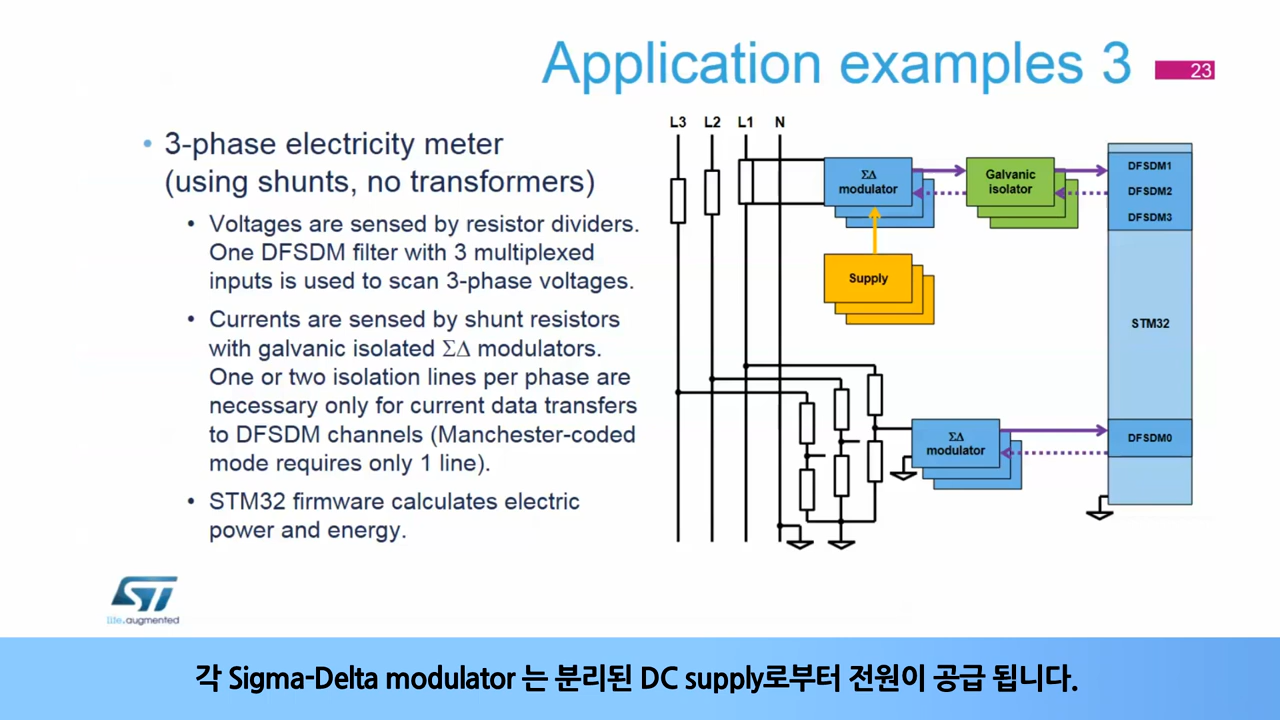 Application examples 3
23
• 3-phase electricity meter
(using shunts, no transformers)
• Voltages are sensed by resistor dividers.
One DFSDM filter with 3 multiplexed
inputs is used to scan 3-phase voltages.
• Currents are sensed by shunt resistors
with galvanic isolated ΣΔ modulators.
One or two isolation lines per phase are
necessary only for current data transfers
to DFSDM channels (Manchester-coded
mode requires only 1 line).
• STM32 firmware calculates electric
power and energy.
L3 L2 L1 N
ΣΔ
modulator
Galvanic
isolator
DFSDM1
DFSDM2
DFSDM3
Supply
STM32
ΣΔ
modulator
DFSDM0
ST
life.augmented
각 Sigma-Delta modulator 는 분리된 DC supply로부터 전원이 공급 됩니다.